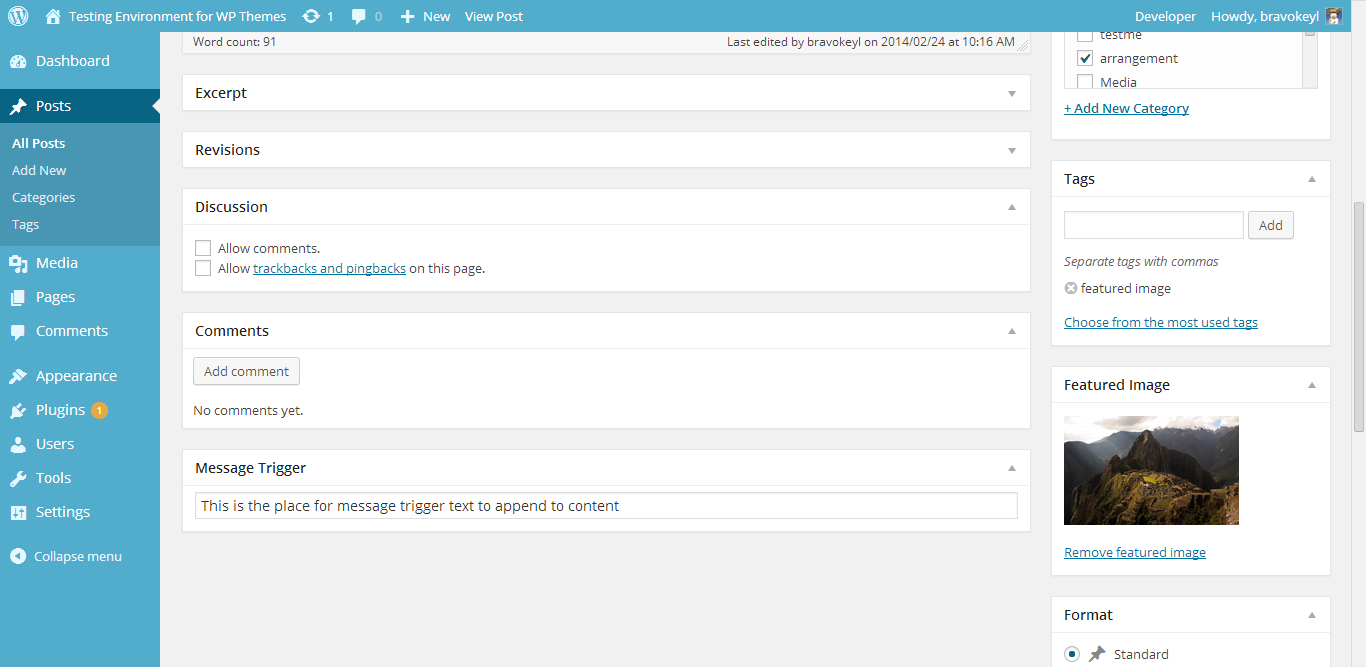 Testing Environment for WP Themes 1 0 New View Post Developer Howdy, bravokeyl
Dashboard
Posts
All Posts
Add New
Categories
Tags
Media
Pages
Comments
Appearance
Plugins 1
Users
Tools
Settings
Collapse menu
Word count: 91 Last edited by bravokeyl on 2014/02/24 at 10:16 AM
Excerpt
Revisions
Discussion
Allow comments.
Allow trackbacks and pingbacks on this page.
Comments
Add comment
No comments yet.
Message Trigger
This is the place for message trigger text to append to content
testme
arrangement
Media
+ Add New Category
Tags
Add
Separate tags with commas
featured image
Choose from the most used tags
Featured Image
Remove featured image
Format
Standard